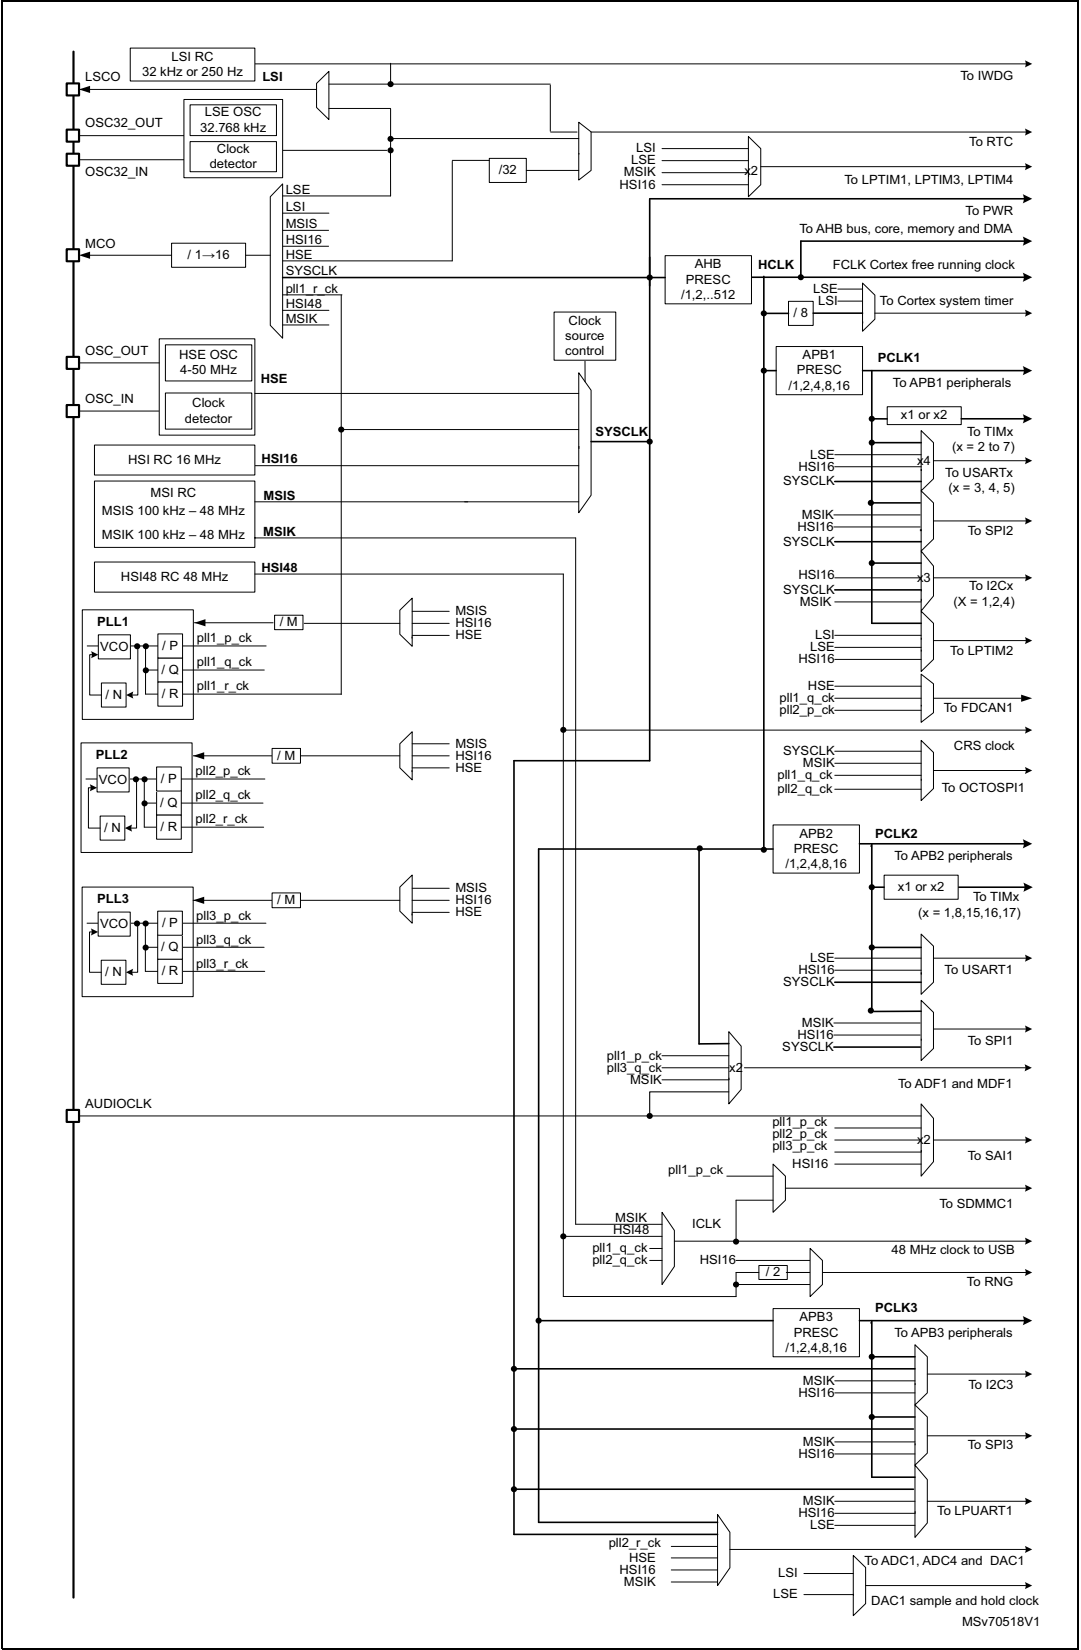 LSI RC
32 kHz or 250 Hz
LSI
To IWDG
LSCO
OSC32_OUT
LSE OSC
32.768 kHz
Clock
detector
OSC32_IN
/32
To RTC
LSI
LSE
MSIK
HSI16
x2
To LPTIM1, LPTIM3, LPTIM4
To PWR
MCO
/ 1→16
LSE
LSI
MSIS
HSI16
HSE
SYSCLK
pll1_r_ck
HSI48
MSIK
AHB
PRESC
/1,2,..512
HCLK
To AHB bus, core, memory and DMA
FCLK Cortex free running clock
LSE
LSI
/ 8
To Cortex system timer
Clock
source
control
OSC_OUT
HSE OSC
4-50 MHz
HSE
OSC_IN
Clock
detector
SYSCLK
HSI RC 16 MHz
HSI16
MSI RC
MSIS 100 kHz – 48 MHz
MSIK 100 kHz – 48 MHz
MSIS
MSIK
HSI48 RC 48 MHz
HSI48
APB1
PRESC
/1,2,4,8,16
PCLK1
To APB1 peripherals
x1 or x2
To TIMx
(x = 2 to 7)
LSE
HSI16
SYSCLK
x4
To USARTx
(x = 3, 4, 5)
MSIK
HSI16
SYSCLK
To SPI2
HSI16
SYSCLK
MSIK
x3
To I2Cx
(X = 1,2,4)
LSI
LSE
HSI16
To LPTIM2
HSE
pll1_q_ck
pll2_p_ck
To FDCAN1
CRS clock
SYSCLK
MSIK
pll1_q_ck
pll2_q_ck
To OCTOSPI1
PLL1
VCO
/ N
/ P
/ Q
/ R
pll1_p_ck
pll1_q_ck
pll1_r_ck
/ M
MSIS
HSI16
HSE
PLL2
VCO
/ N
/ P
/ Q
/ R
pll2_p_ck
pll2_q_ck
pll2_r_ck
/ M
MSIS
HSI16
HSE
PLL3
VCO
/ N
/ P
/ Q
/ R
pll3_p_ck
pll3_q_ck
pll3_r_ck
/ M
MSIS
HSI16
HSE
APB2
PRESC
/1,2,4,8,16
PCLK2
To APB2 peripherals
x1 or x2
To TIMx
(x = 1,8,15,16,17)
LSE
HSI16
SYSCLK
To USART1
MSIK
HSI16
SYSCLK
To SPI1
pll1_p_ck
pll3_q_ck
MSIK
x2
To ADF1 and MDF1
AUDIOCLK
pll1_p_ck
pll2_p_ck
pll3_p_ck
HSI16
x2
To SAI1
pll1_p_ck
To SDMMC1
MSIK
HSI48
pll1_q_ck
pll2_q_ck
ICLK
48 MHz clock to USB
HSI16
/ 2
To RNG
APB3
PRESC
/1,2,4,8,16
PCLK3
To APB3 peripherals
MSIK
HSI16
To I2C3
MSIK
HSI16
To SPI3
MSIK
HSI16
LSE
To LPUART1
pll2_r_ck
HSE
HSI16
MSIK
To ADC1, ADC4 and DAC1
LSI
LSE
DAC1 sample and hold clock
MSv70518V1